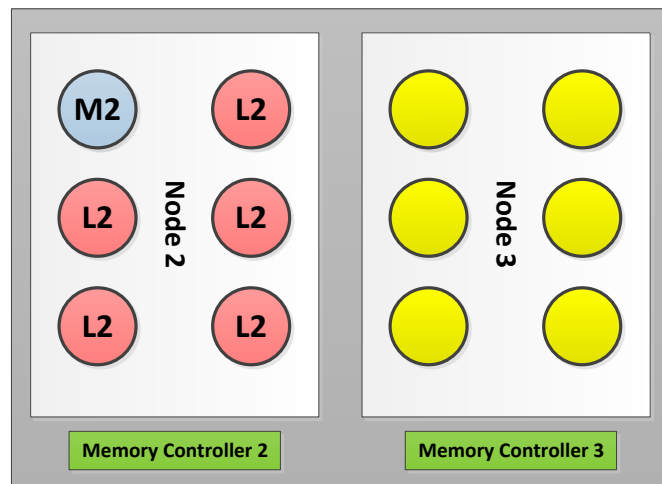 M2 L2
L2 L2
L2 L2
Node 2
Node 3
Memory Controller 2
Memory Controller 3